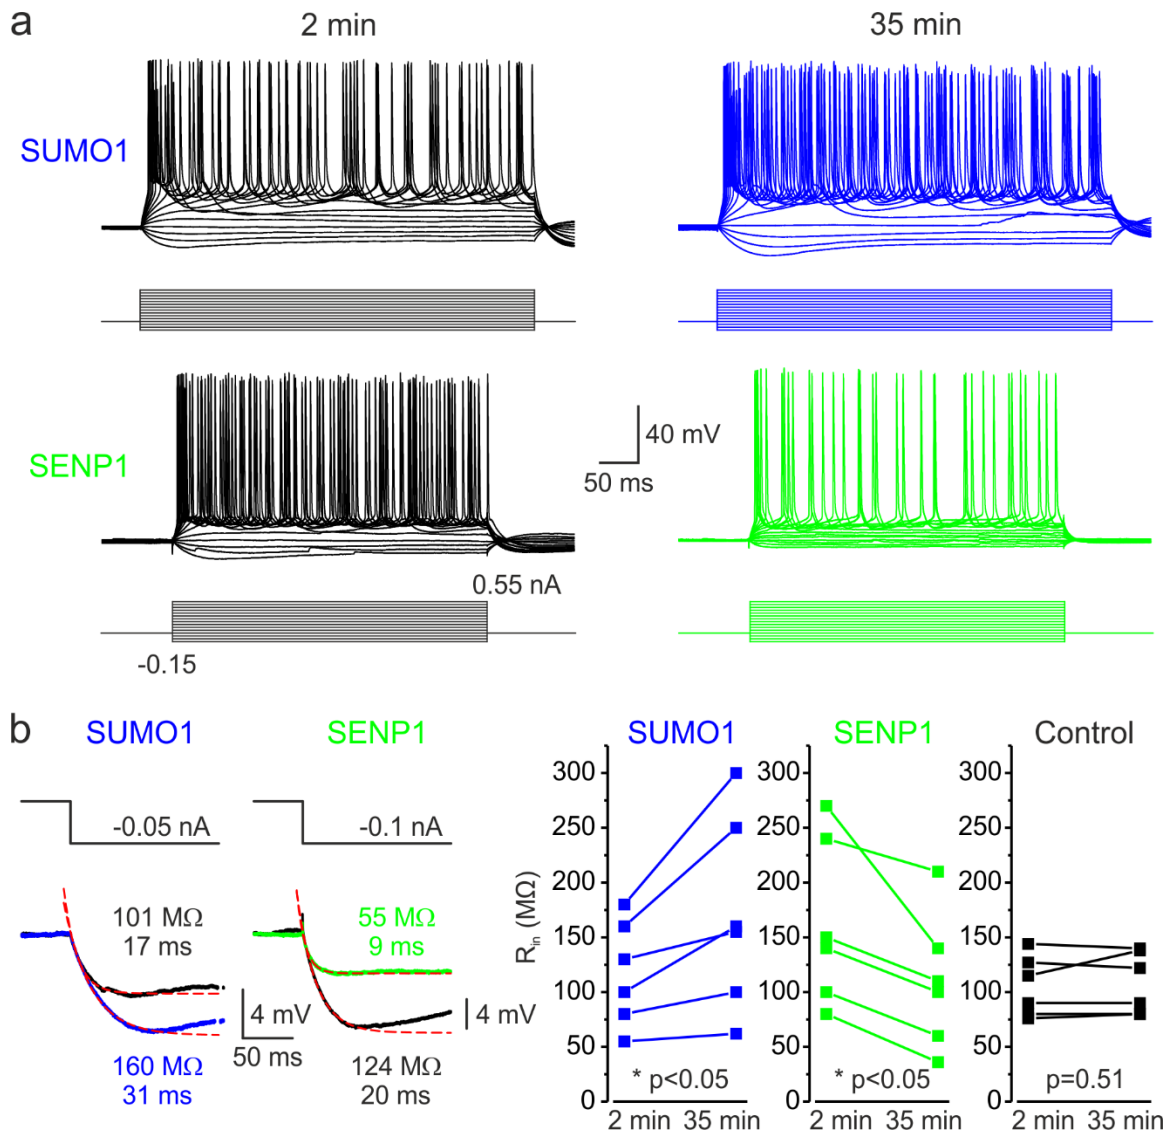 a
2 min
35 min
SUMO1
SENP1
40 mV
50 ms
0.55 nA
-0.15
b
SUMO1
SENP1
-0.05 nA
-0.1 nA
101 MΩ
17 ms
55 MΩ
9 ms
4 mV
50 ms
4 mV
160 MΩ
31 ms
124 MΩ
20 ms
SUMO1
SENP1
Control
R_in (MΩ)
300
250
200
150
100
50
0
* p<0.05
2 min 35 min
300
250
200
150
100
50
0
* p<0.05
2 min 35 min
300
250
200
150
100
50
0
p=0.51
2 min 35 min